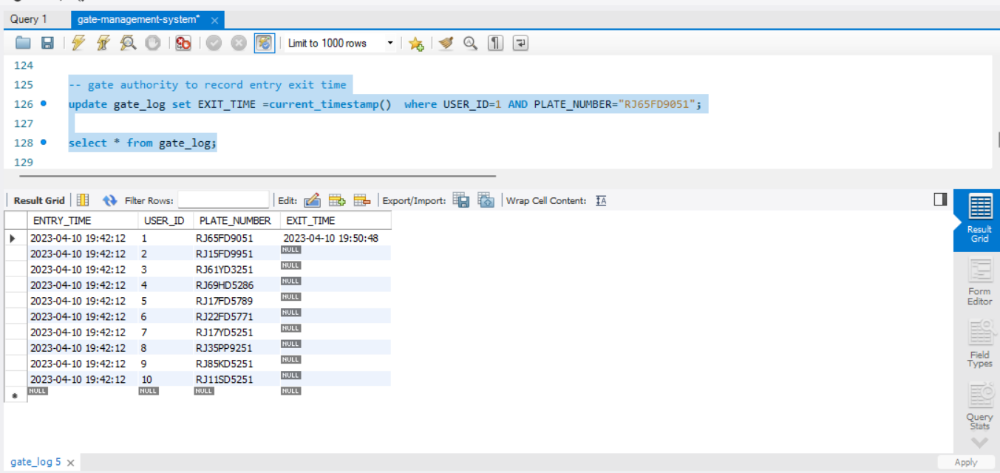 Query 1 gate-management-system*
Limit to 1000 rows
124
125 -- gate authority to record entry exit time
126 update gate_log set EXIT_TIME =current_timestamp()  where USER_ID=1 AND PLATE_NUMBER="RJ65FD9051";
127
128 select * from gate_log;
129
Result Grid Filter Rows: Edit: Export/Import: Wrap Cell Content: IA
ENTRY_TIME USER_ID PLATE_NUMBER EXIT_TIME
2023-04-10 19:42:12 1 RJ65FD9051 2023-04-10 19:50:48
2023-04-10 19:42:12 2 RJ15FD9951 NULL
2023-04-10 19:42:12 3 RJ61YD3251 NULL
2023-04-10 19:42:12 4 RJ69HD5286 NULL
2023-04-10 19:42:12 5 RJ17FD5789 NULL
2023-04-10 19:42:12 6 RJ22FD5771 NULL
2023-04-10 19:42:12 7 RJ17YD5251 NULL
2023-04-10 19:42:12 8 RJ35PP9251 NULL
2023-04-10 19:42:12 9 RJ85KD5251 NULL
2023-04-10 19:42:12 10 RJ11SD5251 NULL
NULL NULL NULL NULL
Result
Grid
Form
Editor
Field
Types
Query
Stats
gate_log 5 Apply